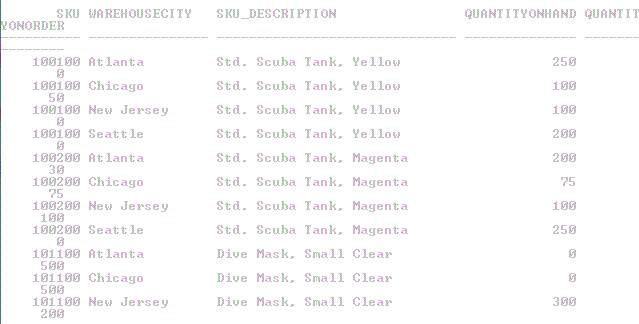 SKU WAREHOUSECITY SKU_DESCRIPTION QUANTITYONHAND QUANTIT
YONORDER
---------- --------------- ------------------------------ -------------- -------
--------
100100 Atlanta Std. Scuba Tank, Yellow 250
0
100100 Chicago Std. Scuba Tank, Yellow 100
50
100100 New Jersey Std. Scuba Tank, Yellow 100
0
100100 Seattle Std. Scuba Tank, Yellow 200
0
100200 Atlanta Std. Scuba Tank, Magenta 200
30
100200 Chicago Std. Scuba Tank, Magenta 75
75
100200 New Jersey Std. Scuba Tank, Magenta 100
100
100200 Seattle Std. Scuba Tank, Magenta 250
0
101100 Atlanta Dive Mask, Small Clear 0
500
101100 Chicago Dive Mask, Small Clear 0
500
101100 New Jersey Dive Mask, Small Clear 300
200